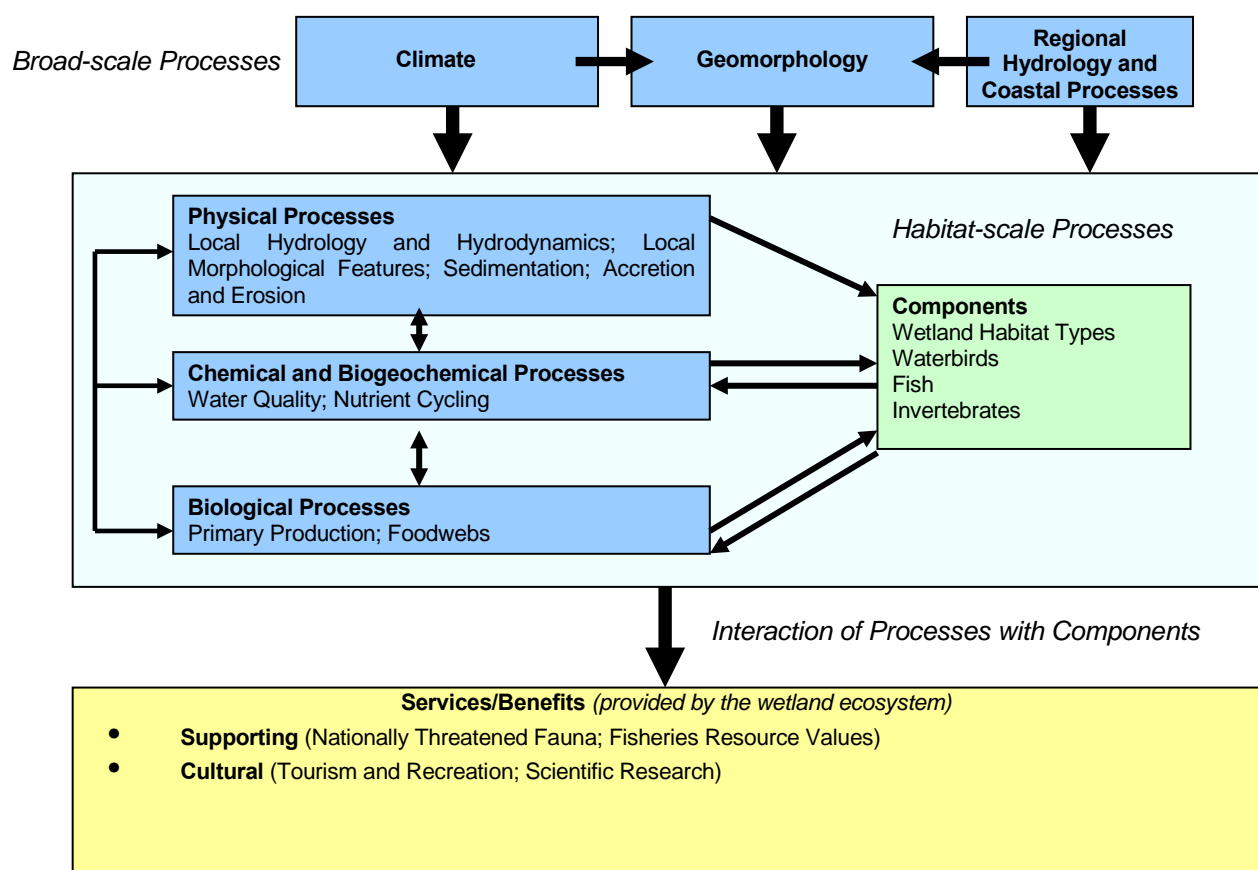 Broad-scale Processes
Climate
Geomorphology
Regional
Hydrology and
Coastal Processes
Physical Processes
Local Hydrology and Hydrodynamics; Local
Morphological Features; Sedimentation; Accretion
and Erosion
Habitat-scale Processes
Components
Wetland Habitat Types
Waterbirds
Fish
Invertebrates
Chemical and Biogeochemical Processes
Water Quality; Nutrient Cycling
Biological Processes
Primary Production; Foodwebs
Interaction of Processes with Components
Services/Benefits (provided by the wetland ecosystem)
• Supporting (Nationally Threatened Fauna; Fisheries Resource Values)
• Cultural (Tourism and Recreation; Scientific Research)